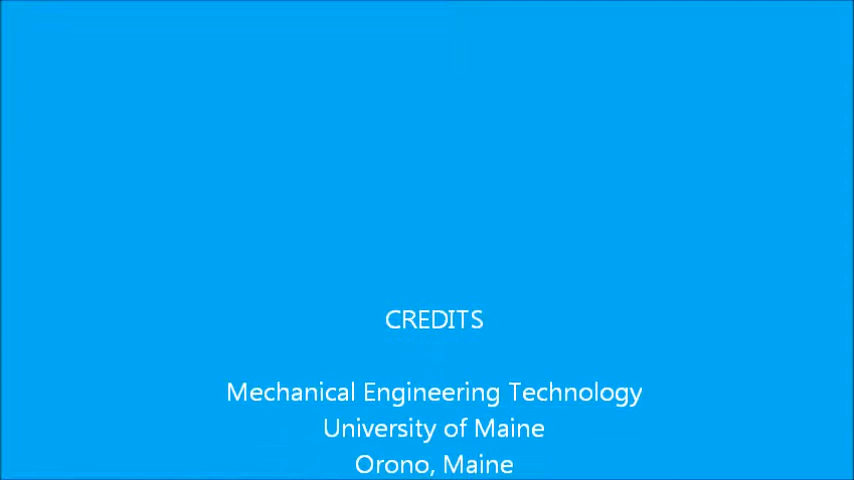 CREDITS
Mechanical Engineering Technology
University of Maine
Orono, Maine